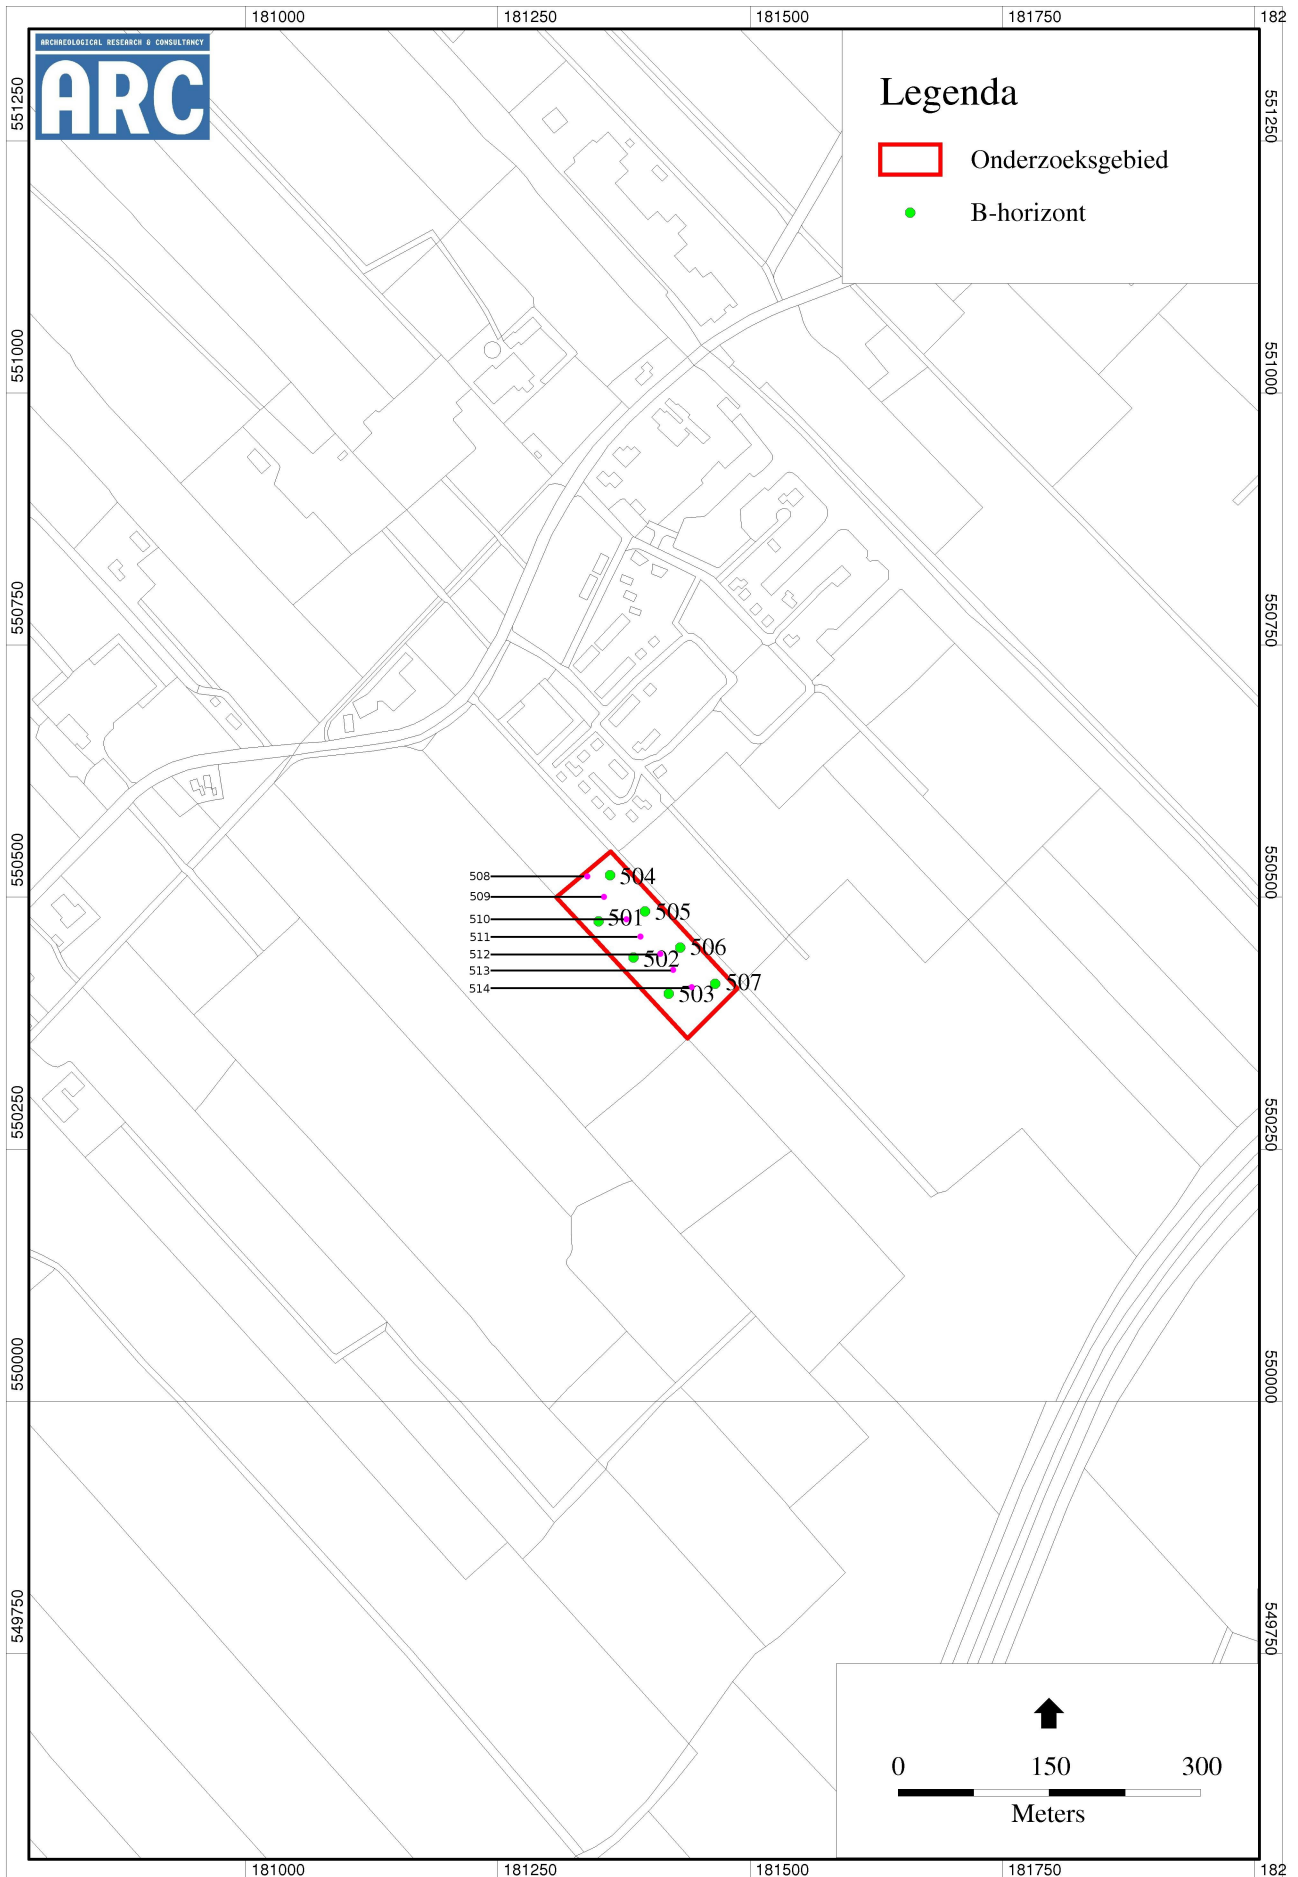 181000 181250 181500 181750 182
ARCHAEOLOGICAL RESEARCH & CONSULTANCY
ARC
Legenda
Onderzoeksgebied
B-horizont
551250 551250
551000 551000
550750 550750
550500 550500
508 504
509
501 505
510
511
506
512 502
513
507
514 503
550250 550250
550000 550000
549750 549750
0 150 300
Meters
181000 181250 181500 181750 182